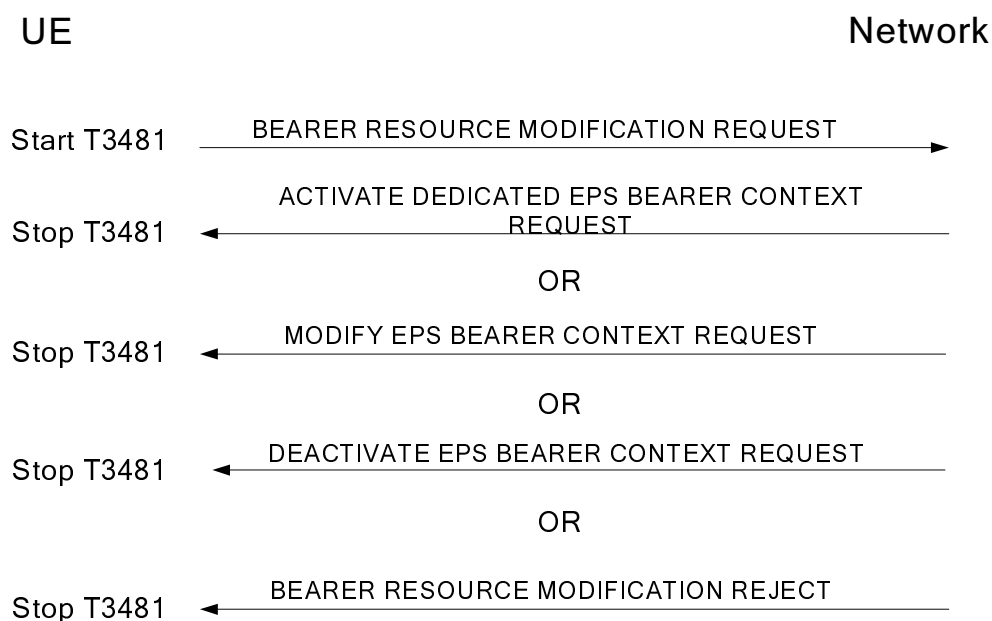 UE Network
Start T3481 BEARER RESOURCE MODIFICATION REQUEST
ACTIVATE DEDICATED EPS BEARER CONTEXT
REQUEST
Stop T3481
OR
MODIFY EPS BEARER CONTEXT REQUEST
Stop T3481
OR
DEACTIVATE EPS BEARER CONTEXT REQUEST
Stop T3481
OR
BEARER RESOURCE MODIFICATION REJECT
Stop T3481